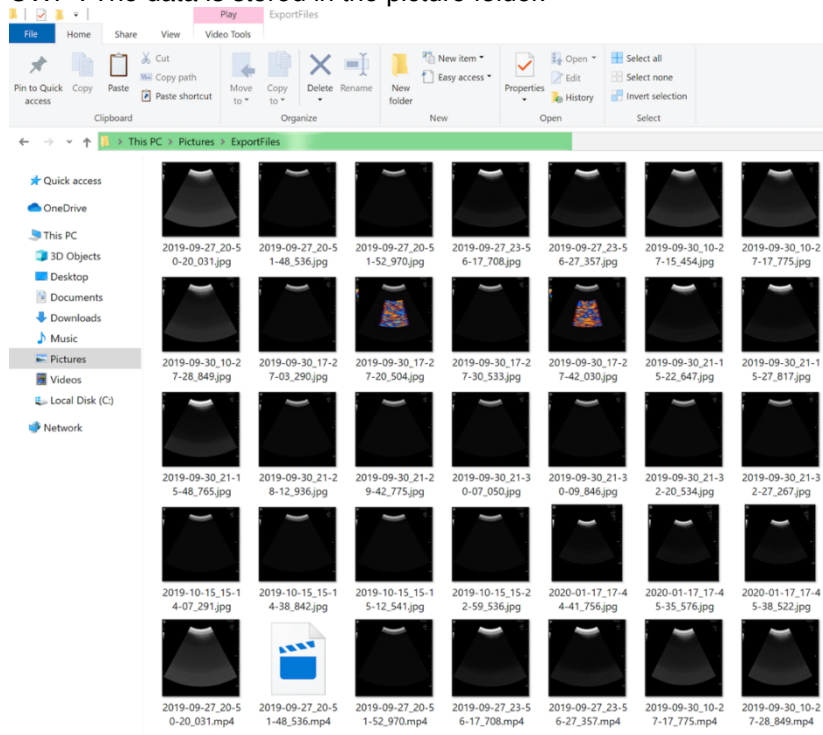 The data is stored in the picture folder.
Play ExportFiles
File Home Share View Video Tools
Pin to Quick access
Copy
Paste
Cut
Copy path
Paste shortcut
Move to
Copy to
Delete
Rename
New folder
New item
Easy access
Properties
Open
Edit
History
Select all
Select none
Invert selection
Clipboard Organize New Open Select
This PC > Pictures > ExportFiles
Quick access
OneDrive
This PC
3D Objects
Desktop
Documents
Downloads
Music
Pictures
Videos
Local Disk (C:)
Network
2019-09-27_20-5 2019-09-27_20-5 2019-09-27_20-5 2019-09-27_23-5 2019-09-27_23-5 2019-09-30_10-2 2019-09-30_10-2
0-20_031.jpg 1-48_536.jpg 1-52_970.jpg 6-17_708.jpg 6-27_357.jpg 7-15_454.jpg 7-17_775.jpg
2019-09-30_10-2 2019-09-30_17-2 2019-09-30_17-2 2019-09-30_17-2 2019-09-30_17-2 2019-09-30_21-1 2019-09-30_21-1
7-28_849.jpg 7-03_290.jpg 7-20_504.jpg 7-30_533.jpg 7-42_030.jpg 5-22_647.jpg 5-27_817.jpg
2019-09-30_21-1 2019-09-30_21-2 2019-09-30_21-2 2019-09-30_21-3 2019-09-30_21-3 2019-09-30_21-3 2019-09-30_21-3
5-48_765.jpg 8-12_936.jpg 9-42_775.jpg 0-07_050.jpg 0-09_846.jpg 2-20_534.jpg 2-27_267.jpg
2019-10-15_15-1 2019-10-15_15-1 2019-10-15_15-1 2019-10-15_15-2 2020-01-17_17-4 2020-01-17_17-4 2020-01-17_17-4
4-07_291.jpg 4-38_842.jpg 5-12_541.jpg 2-59_536.jpg 4-41_756.jpg 5-35_576.jpg 5-38_522.jpg
2019-09-27_20-5 2019-09-27_20-5 2019-09-27_20-5 2019-09-27_23-5 2019-09-27_23-5 2019-09-30_10-2 2019-09-30_10-2
0-20_031.mp4 1-48_536.mp4 1-52_970.mp4 6-17_708.mp4 6-27_357.mp4 7-17_775.mp4 7-28_849.mp4